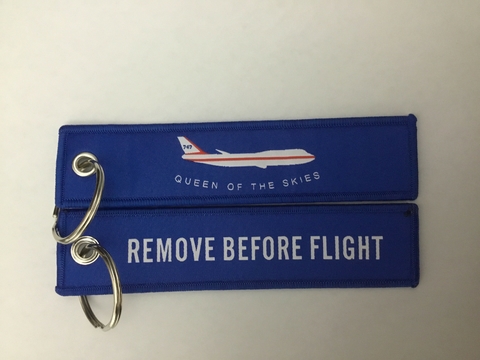 747
QUEEN OF THE SKIES
REMOVE BEFORE FLIGHT